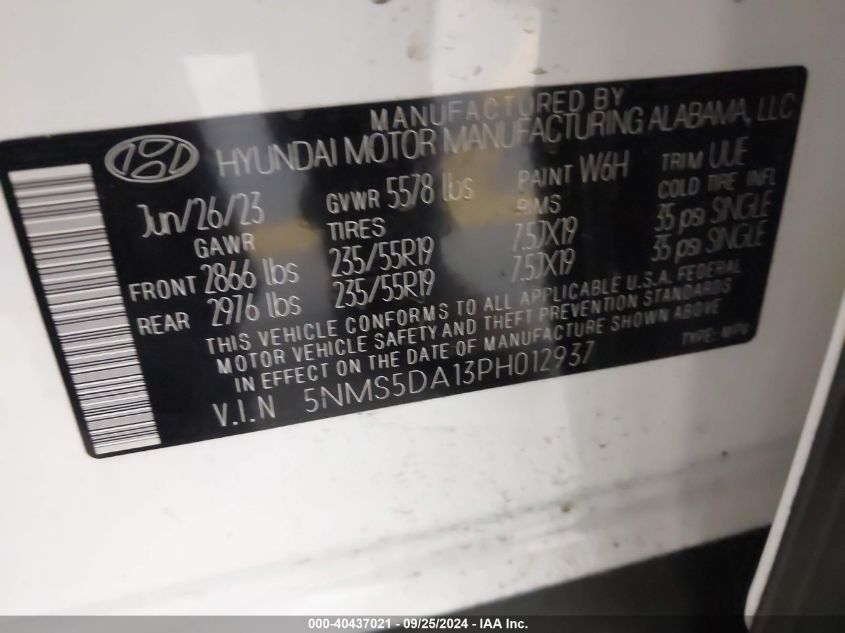 MANUFACTURED BY
HYUNDAI MOTOR MANUFACTURING ALABAMA, LLC
Jun/26/23 GVWR 5578 lbs PAINT W6H TRIM UUE
GAWR TIRES RIMS COLD TIRE INFL
FRONT 2866 lbs 235/55R19 7.5JX19 35 psi SINGLE
REAR 2976 lbs 235/55R19 7.5JX19 35 psi SINGLE
THIS VEHICLE CONFORMS TO ALL APPLICABLE U.S.A. FEDERAL
MOTOR VEHICLE SAFETY AND THEFT PREVENTION STANDARDS
IN EFFECT ON THE DATE OF MANUFACTURE SHOWN ABOVE
V.I.N 5NMS5DA13PH012937 TYPE: MPV
000-40437021 - 09/25/2024 - IAA Inc.